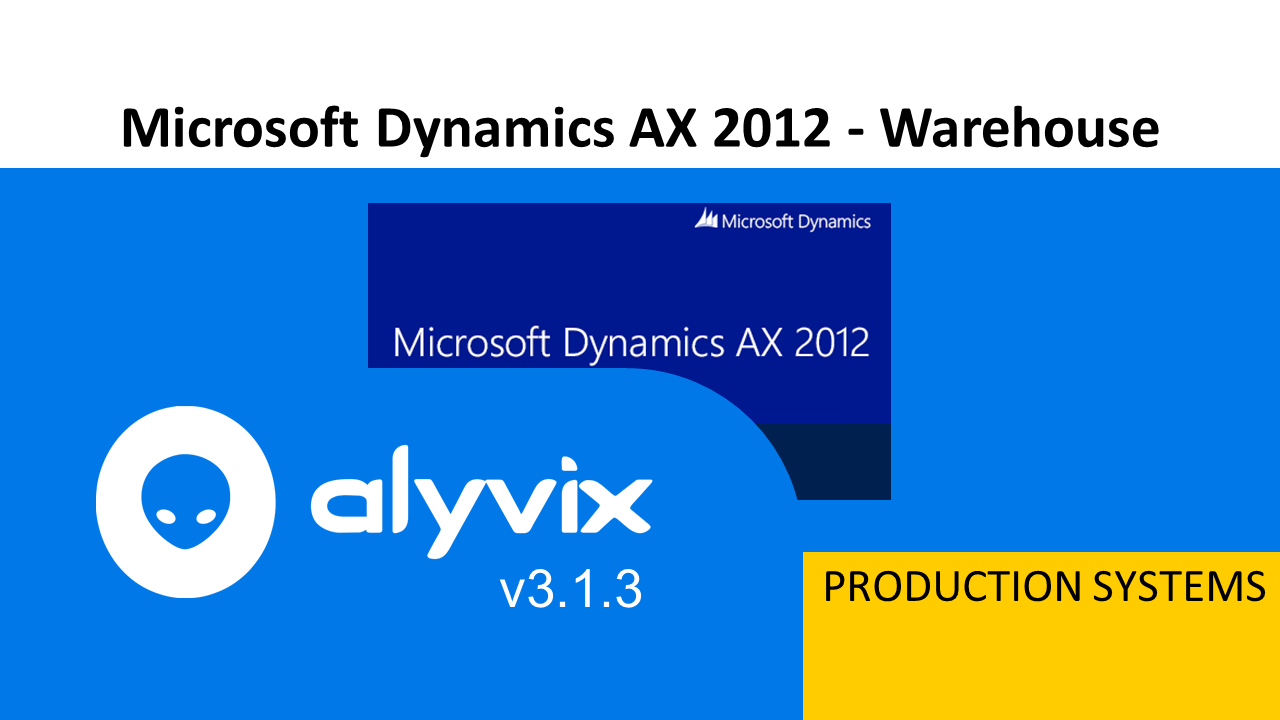 Microsoft Dynamics AX 2012 - Warehouse
Microsoft Dynamics
Microsoft Dynamics AX 2012
alyvix
v3.1.3
PRODUCTION SYSTEMS